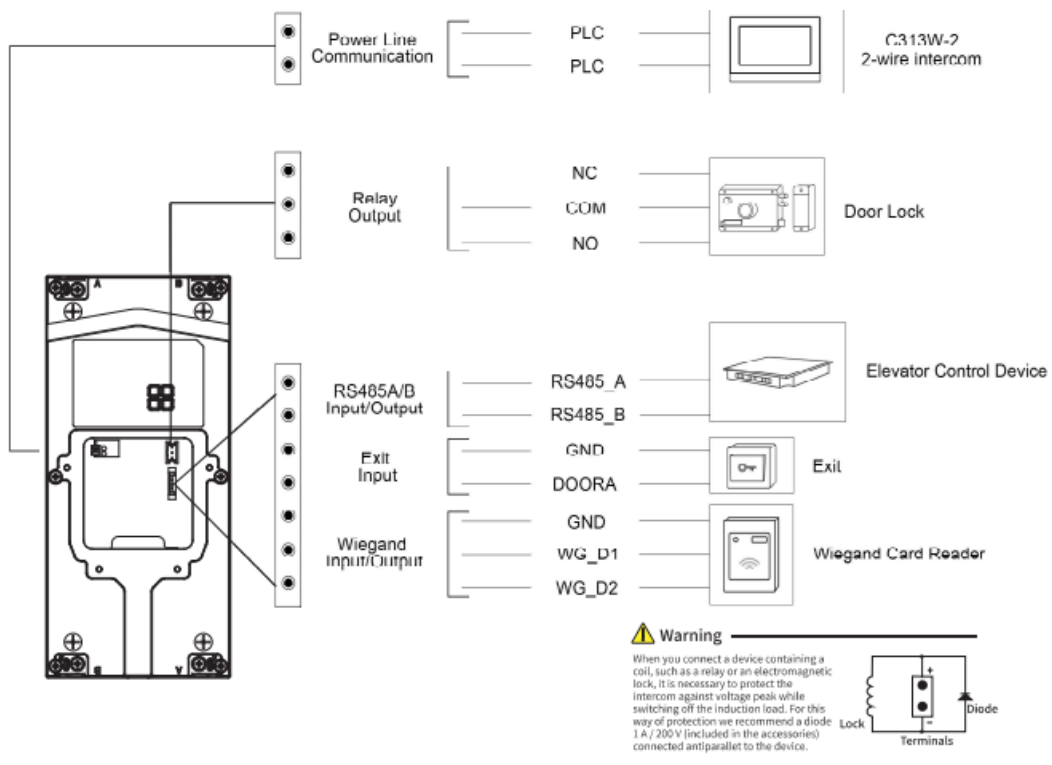 Power Line
Communication
PLC
PLC
C313W-2
2-wire intercom
Relay
Output
NC
COM
NO
Door Lock
A
B
RS485A/B
Input/Output
RS485_A
RS485_B
Elevator Control Device
Exit
Input
GND
DOORA
Exit
Wiegand
Input/Output
GND
WG_D1
WG_D2
Wiegand Card Reader
B
A
Warning
When you connect a device containing a
coil, such as a relay or an electromagnetic
lock, it is necessary to protect the
intercom against voltage peak while
switching off the induction load. For this
way of protection we recommend a diode
1 A / 200 V (included in the accessories)
connected antiparallet to the device.
+
-
Lock
Diode
Terminals